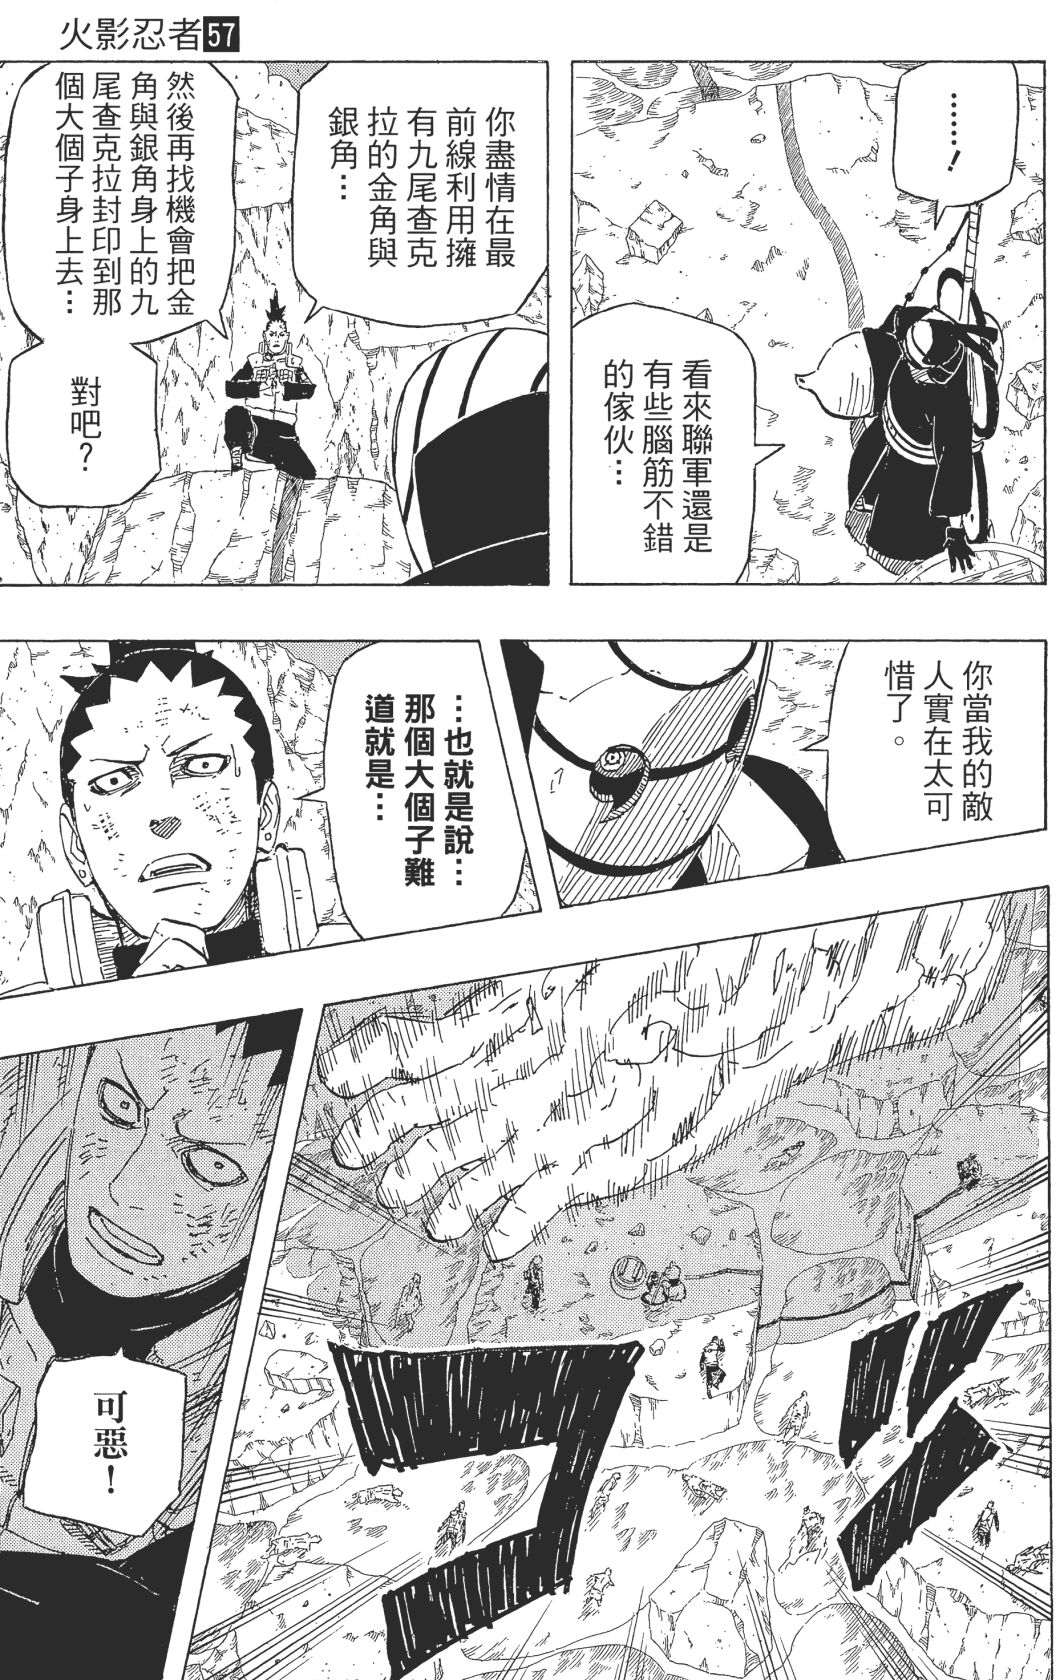 火影忍者57
……！
看來聯軍還是
有些腦筋不錯
的傢伙…
你盡情在最
前線利用擁
有九尾查克
拉的金角與
銀角…
然後再找機會把金
角與銀角身上的九
尾查克拉封印到那
個大個子身上去…
對吧？
你當我的敵
人實在太可
惜了。
…也就是說…
那個大個子難
道就是…
ズコ
可惡！